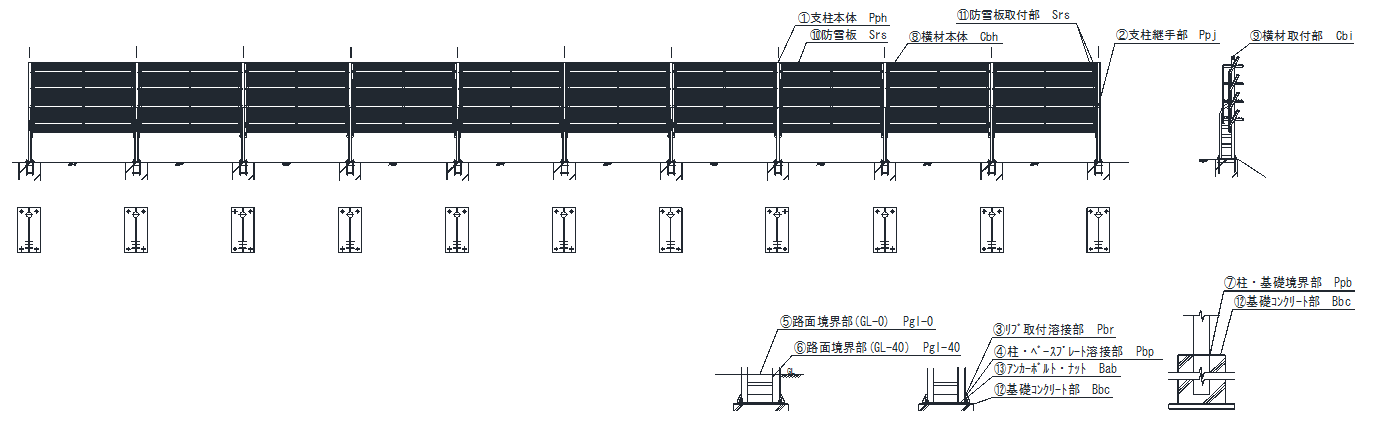 ①支柱本体 Pph
⑪防雪板取付部 Srs
⑩防雪板 Srs
⑧横材本体 Cbh
②支柱継手部 Ppj
⑨横材取付部 Cbi
⑦柱・基礎境界部 Ppb
⑫基礎ｺﾝｸﾘｰﾄ部 Bbc
⑤路面境界部(GL-0) Pgl-0
⑥路面境界部(GL-40) Pgl-40
GL
③ﾘﾌﾞ取付溶接部 Pbr
④柱・ﾍﾞｰｽﾌﾟﾚｰﾄ溶接部 Pbp
⑬ｱﾝｶｰﾎﾞﾙﾄ・ﾅｯﾄ Bab
⑫基礎ｺﾝｸﾘｰﾄ部 Bbc